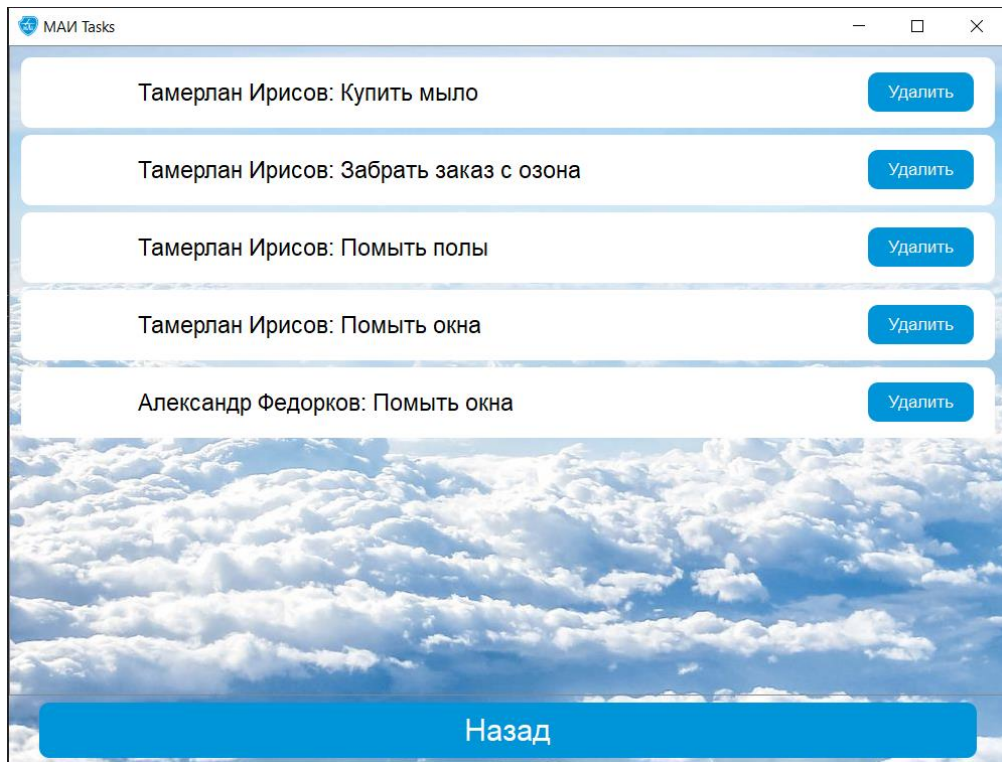 МАИ Tasks
Тамерлан Ирисов: Купить мыло
Удалить
Тамерлан Ирисов: Забрать заказ с озона
Удалить
Тамерлан Ирисов: Помыть полы
Удалить
Тамерлан Ирисов: Помыть окна
Удалить
Александр Федорков: Помыть окна
Удалить
Назад